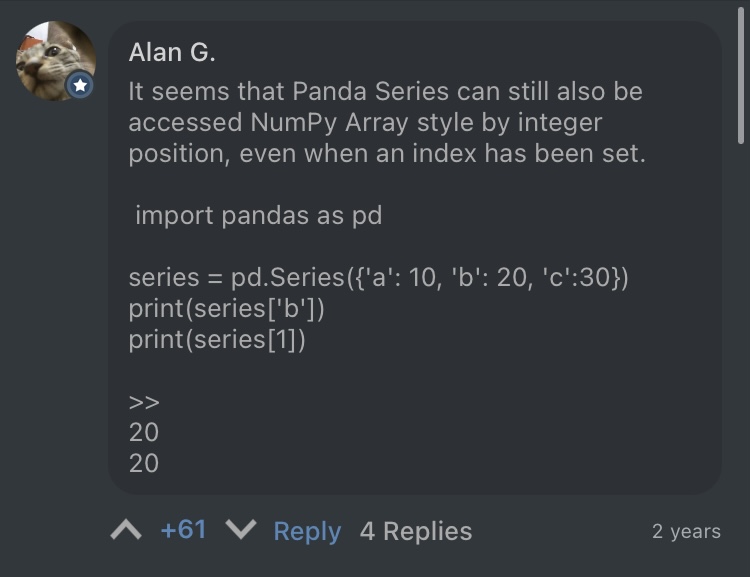 Alan G.
It seems that Panda Series can still also be
accessed NumPy Array style by integer
position, even when an index has been set.
import pandas as pd
series = pd.Series({'a': 10, 'b': 20, 'c':30})
print(series['b'])
print(series[1])
>>
20
20
+61 Reply 4 Replies 2 years